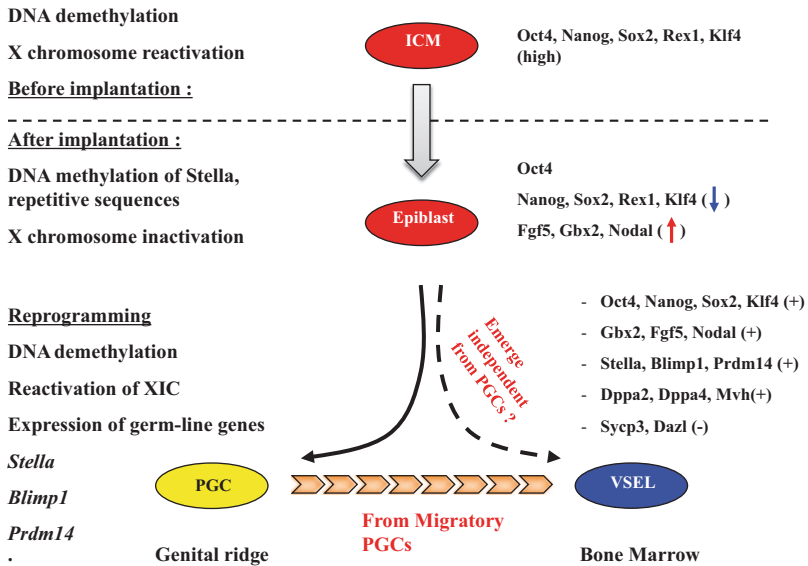 DNA demethylation
X chromosome reactivation
Before implantation :
ICM
Oct4, Nanog, Sox2, Rex1, Klf4
(high)
After implantation :
DNA methylation of Stella,
repetitive sequences
X chromosome inactivation
Epiblast
Oct4
Nanog, Sox2, Rex1, Klf4 (↓)
Fgf5, Gbx2, Nodal (↑)
Reprogramming
DNA demethylation
Reactivation of XIC
Expression of germ-line genes
Stella
Blimp1
Prdm14
.
Emerge
independent
from PGCs ?
- Oct4, Nanog, Sox2, Klf4 (+)
- Gbx2, Fgf5, Nodal (+)
- Stella, Blimp1, Prdm14 (+)
- Dppa2, Dppa4, Mvh(+)
- Sycp3, Dazl (-)
PGC
Genital ridge
From Migratory
PGCs
VSEL
Bone Marrow